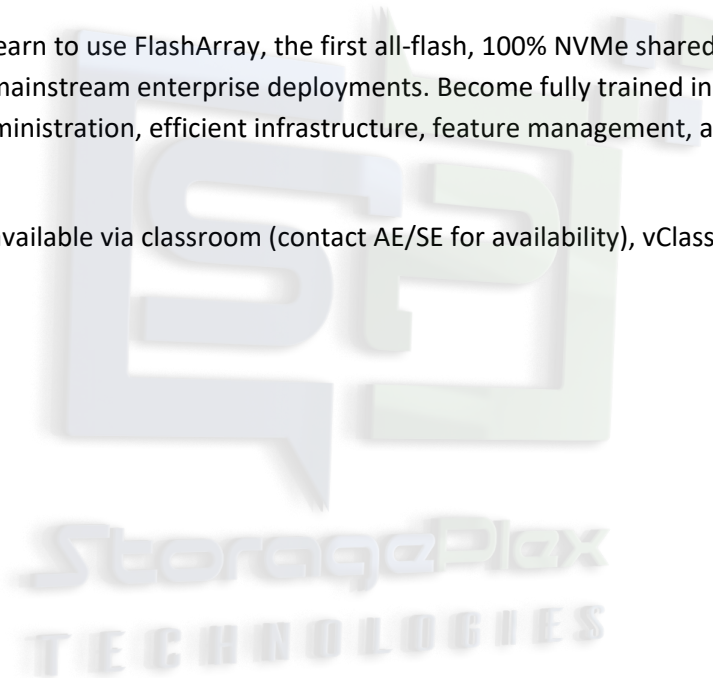 earn to use FlashArray, the first all-flash, 100% NVMe shared
mainstream enterprise deployments. Become fully trained in
ministration, efficient infrastructure, feature management, a
available via classroom (contact AE/SE for availability), vClass
StoragePlex
TECHNOLOGIES